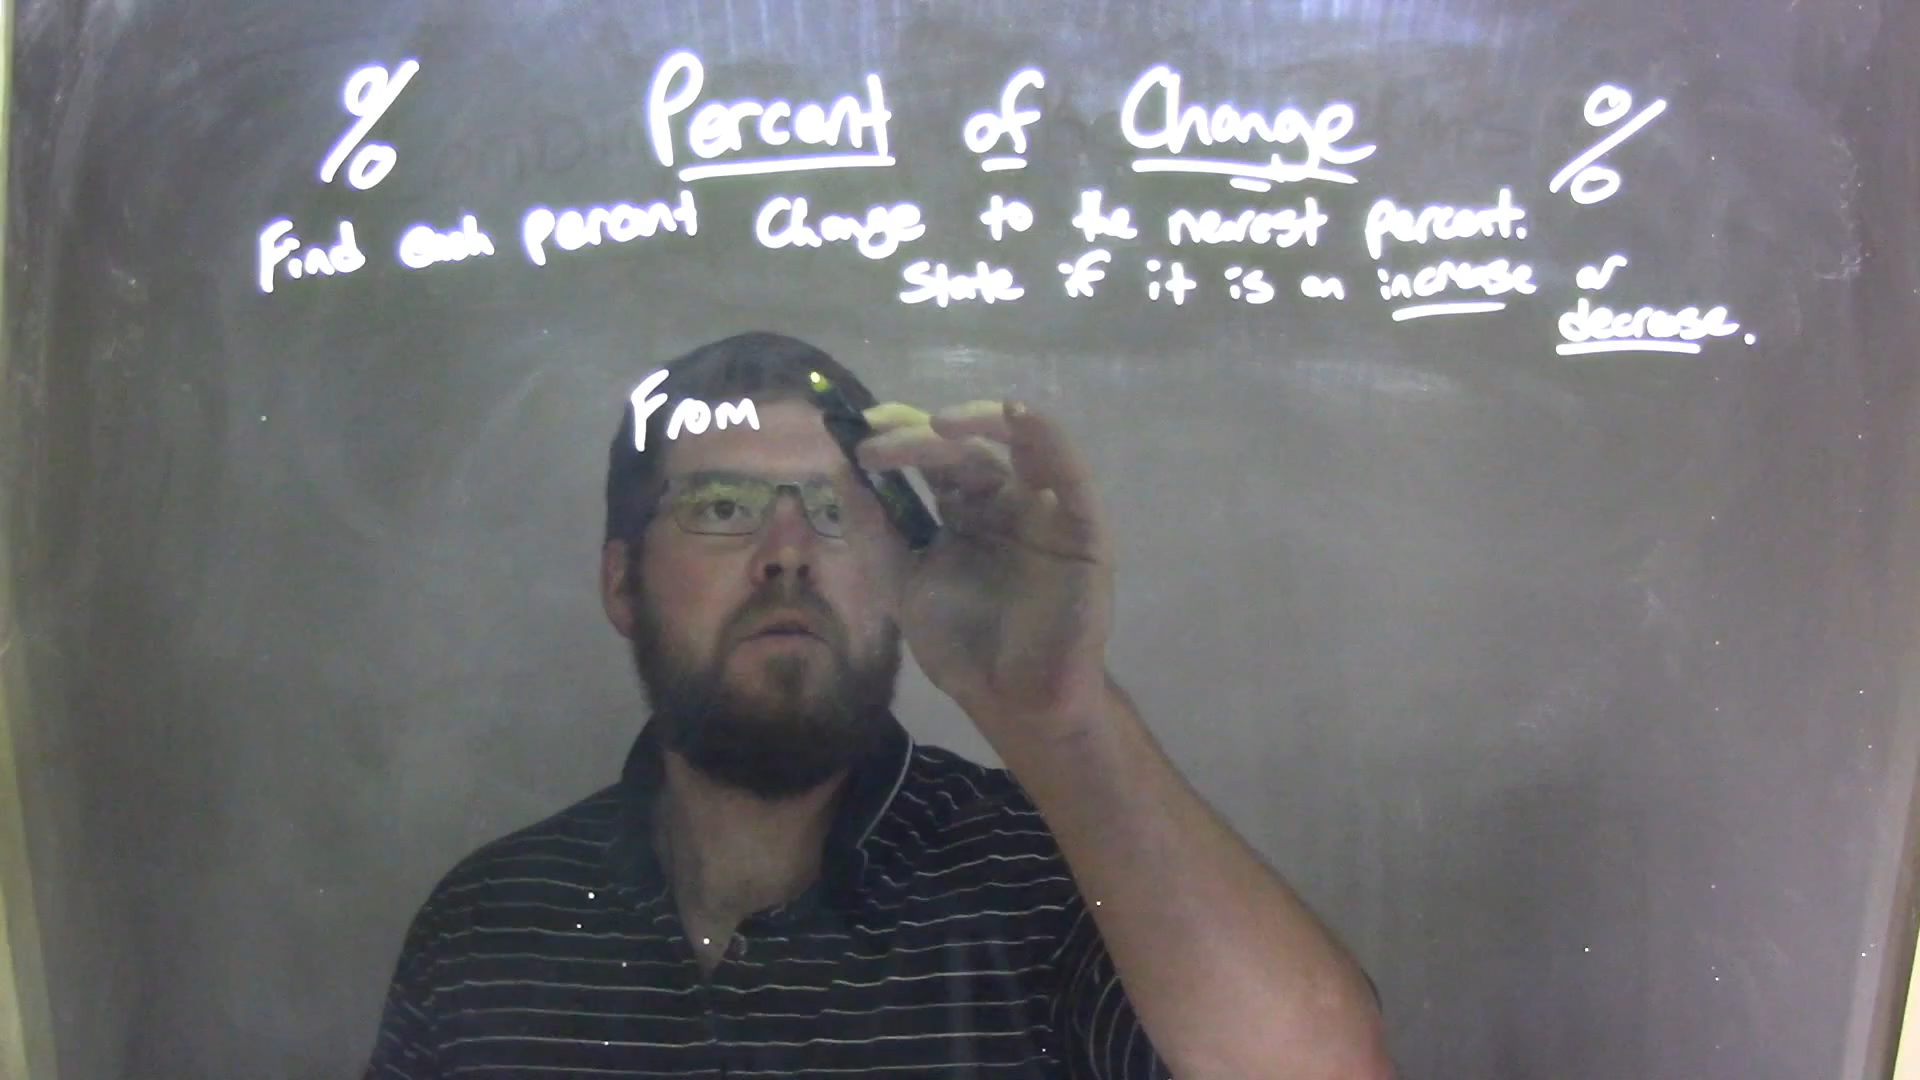 % Percent of Change %
Find each percent Change to the nearest percent.
State if it is an increase or
decrease.
From